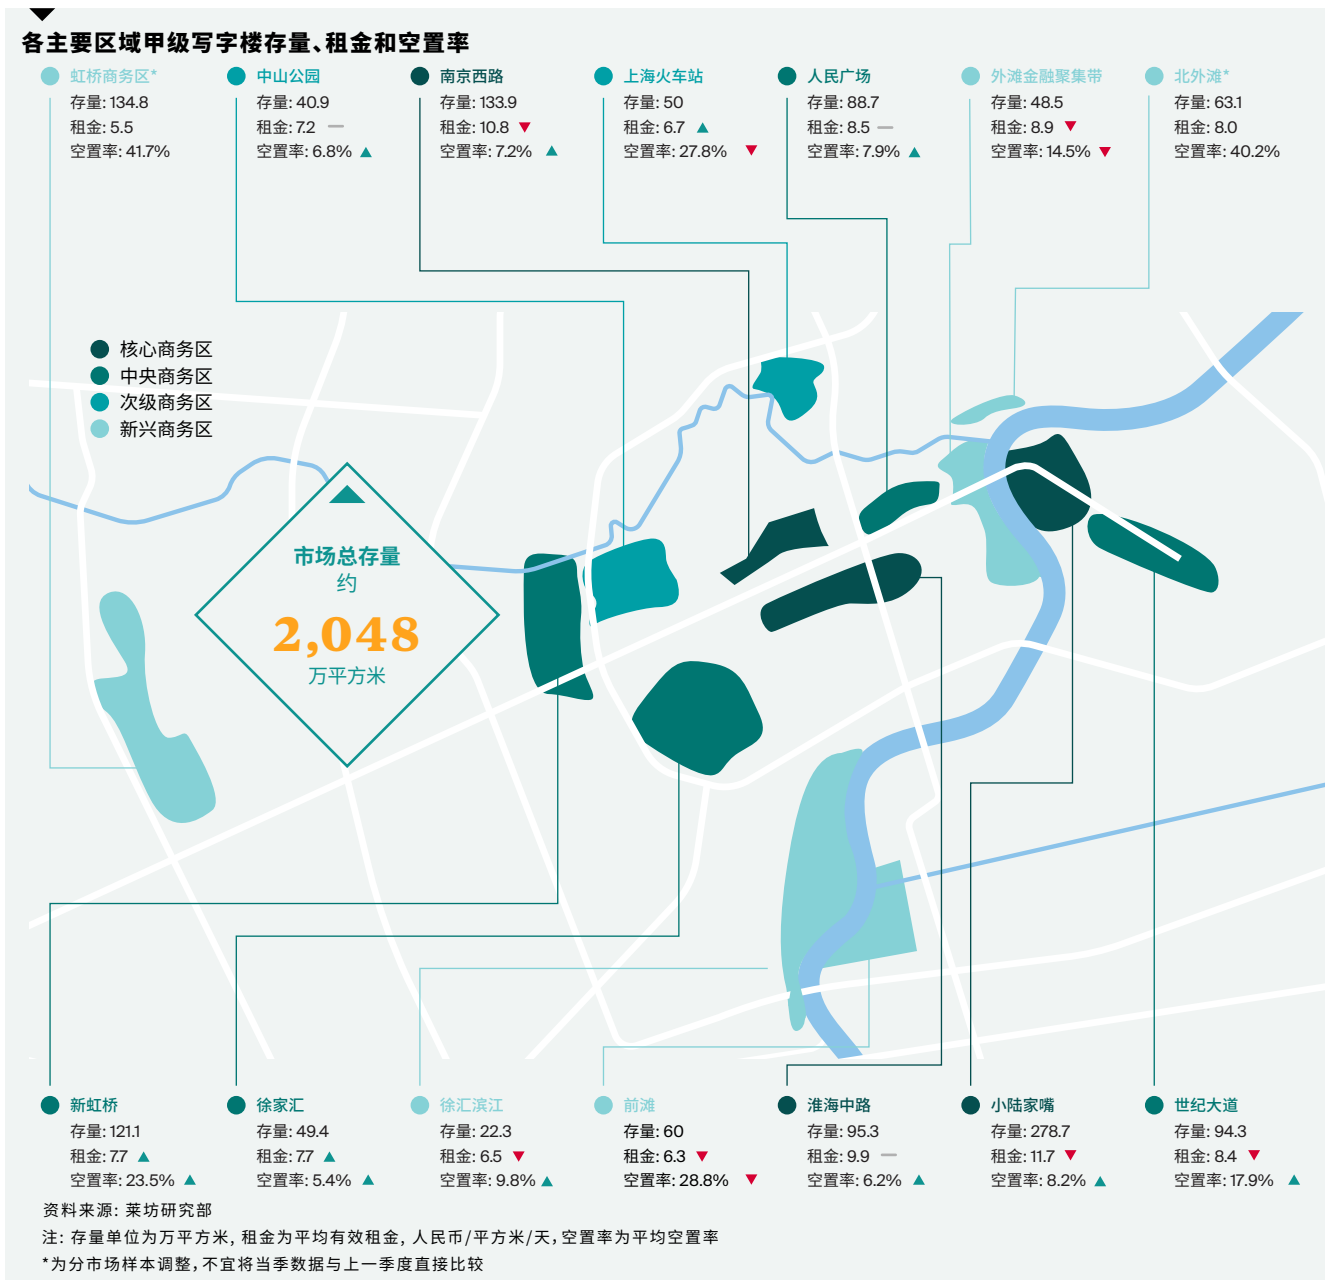 各主要区域甲级写字楼存量、租金和空置率
虹桥商务区*
存量: 134.8
租金: 5.5
空置率: 41.7%
中山公园
存量: 40.9
租金: 7.2
空置率: 6.8%
南京西路
存量: 133.9
租金: 10.8
空置率: 7.2%
上海火车站
存量: 50
租金: 6.7
空置率: 27.8%
人民广场
存量: 88.7
租金: 8.5
空置率: 7.9%
外滩金融聚集带
存量: 48.5
租金: 8.9
空置率: 14.5%
北外滩*
存量: 63.1
租金: 8.0
空置率: 40.2%
核心商务区
中央商务区
次级商务区
新兴商务区
市场总存量
约
2,048
万平方米
新虹桥
存量: 121.1
租金: 7.7
空置率: 23.5%
徐家汇
存量: 49.4
租金: 7.7
空置率: 5.4%
徐汇滨江
存量: 22.3
租金: 6.5
空置率: 9.8%
前滩
存量: 60
租金: 6.3
空置率: 28.8%
淮海中路
存量: 95.3
租金: 9.9
空置率: 6.2%
小陆家嘴
存量: 278.7
租金: 11.7
空置率: 8.2%
世纪大道
存量: 94.3
租金: 8.4
空置率: 17.9%
资料来源: 莱坊研究部
注: 存量单位为万平方米, 租金为平均有效租金, 人民币/平方米/天, 空置率为平均空置率
*为分市场样本调整, 不宜将当季数据与上一季度直接比较